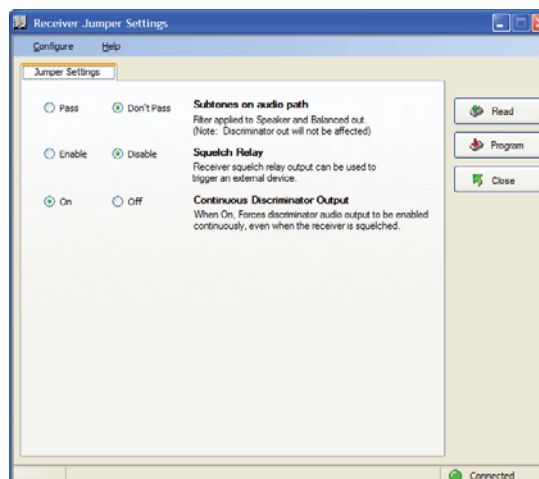 Receiver Jumper Settings
Configure Help
Jumper Settings
Pass Don't Pass Subtones on audio path
Filter applied to Speaker and Balanced out.
(Note: Discriminator out will not be affected)
Enable Disable Squelch Relay
Receiver squelch relay output can be used to
trigger an external device.
On Off Continuous Discriminator Output
When On, Forces discriminator audio output to be enabled
continuously, even when the receiver is squelched.
Read
Program
Close
Connected